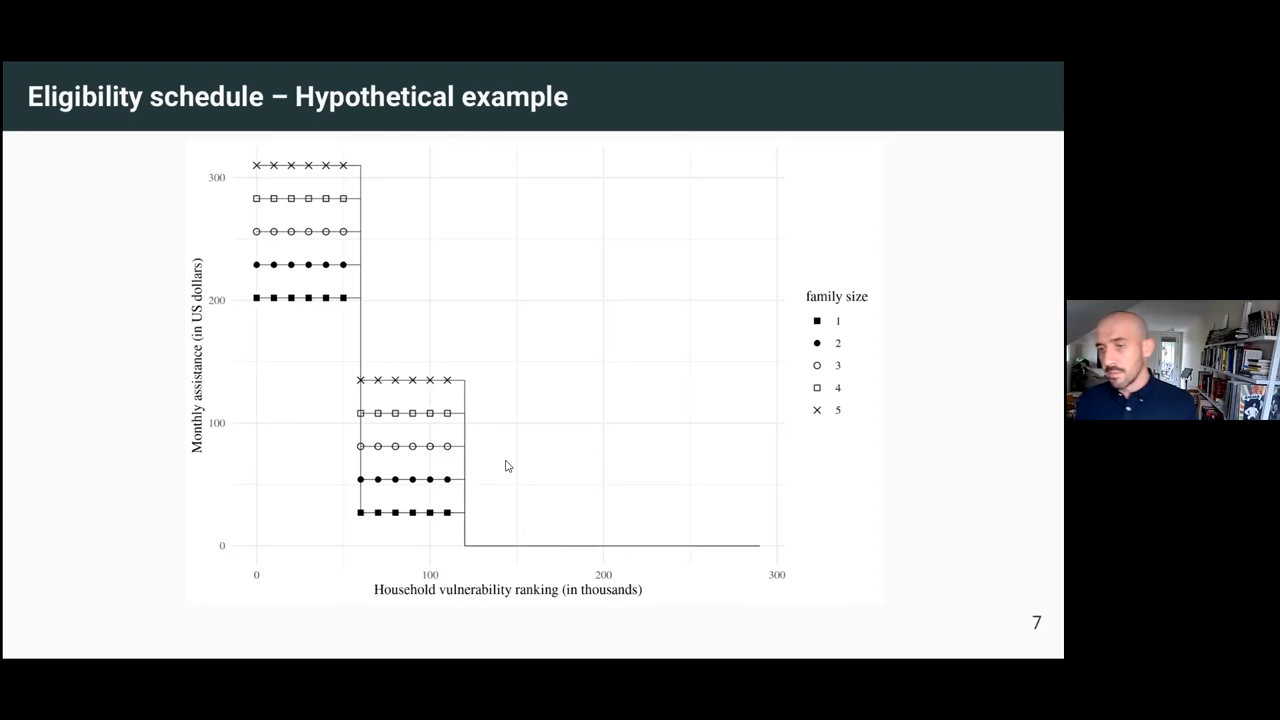 Eligibility schedule – Hypothetical example
300
200
100
0
Monthly assistance (in US dollars)
0 100 200 300
Household vulnerability ranking (in thousands)
family size
1
2
3
4
5
7